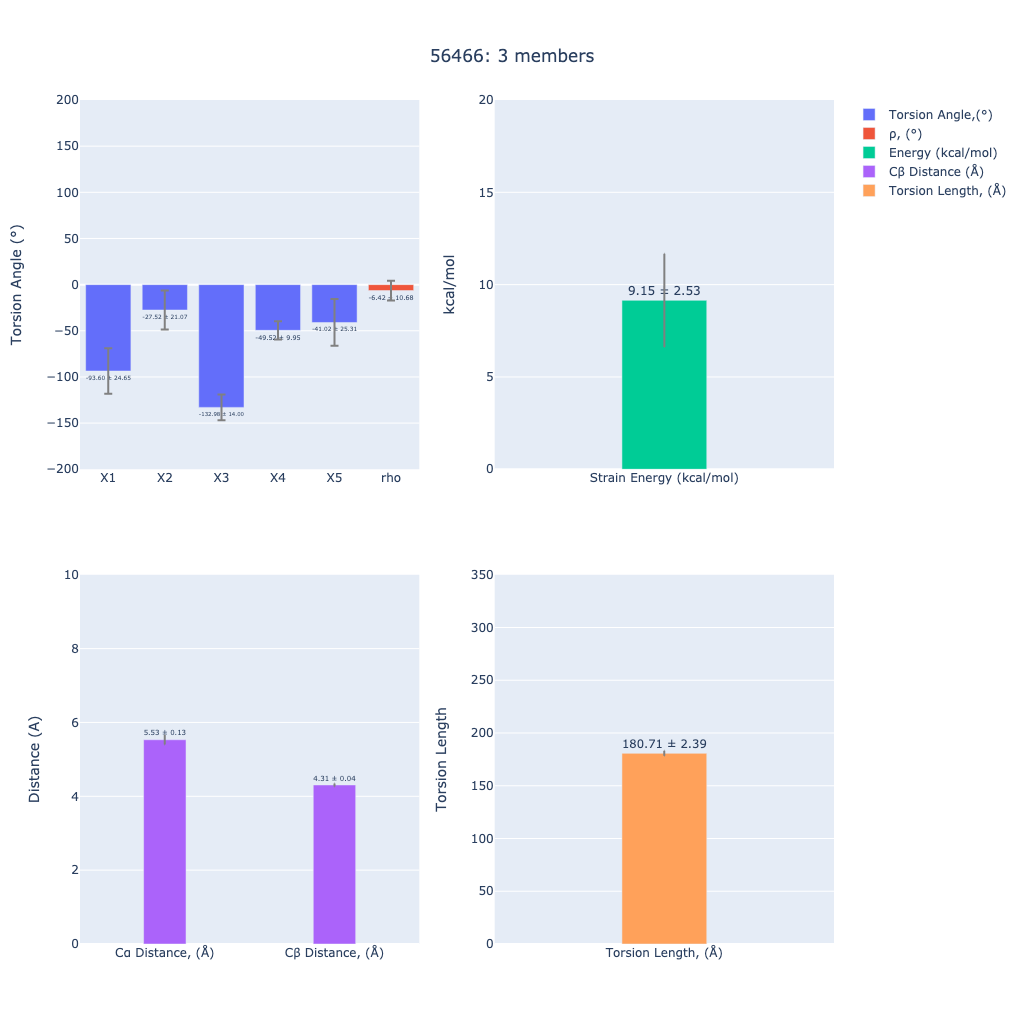 56466: 3 members
Torsion Angle (°)
200
150
100
50
0
−50
−100
−150
−200
-93.60 ± 24.65
-27.52 ± 21.07
-132.98 ± 14.00
-49.52 ± 9.95
-41.02 ± 25.31
-6.42 ± 10.68
X1
X2
X3
X4
X5
rho
kcal/mol
20
15
10
5
0
9.15 ± 2.53
Strain Energy (kcal/mol)
Torsion Angle,(°)
ρ, (°)
Energy (kcal/mol)
Cβ Distance (Å)
Torsion Length, (Å)
Distance (A)
10
8
6
4
2
0
5.53 ± 0.13
4.31 ± 0.04
Cα Distance, (Å)
Cβ Distance, (Å)
Torsion Length
350
300
250
200
150
100
50
0
180.71 ± 2.39
Torsion Length, (Å)